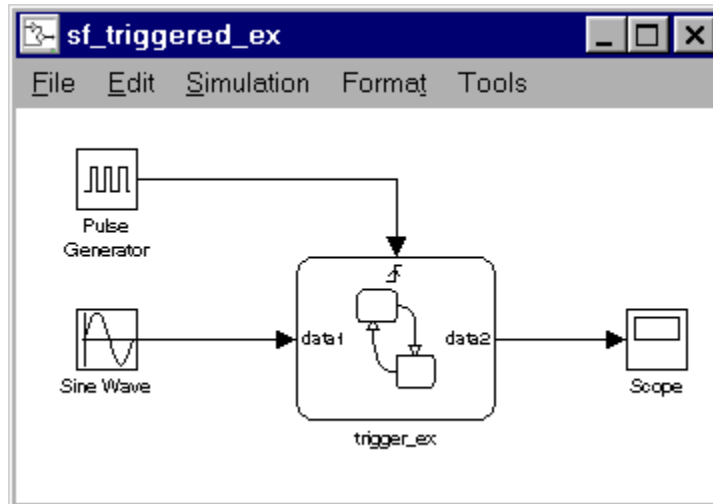 sf_triggered_ex
File Edit Simulation Format Tools
Pulse
Generator
data1
data2
Sine Wave
Scope
trigger_ex